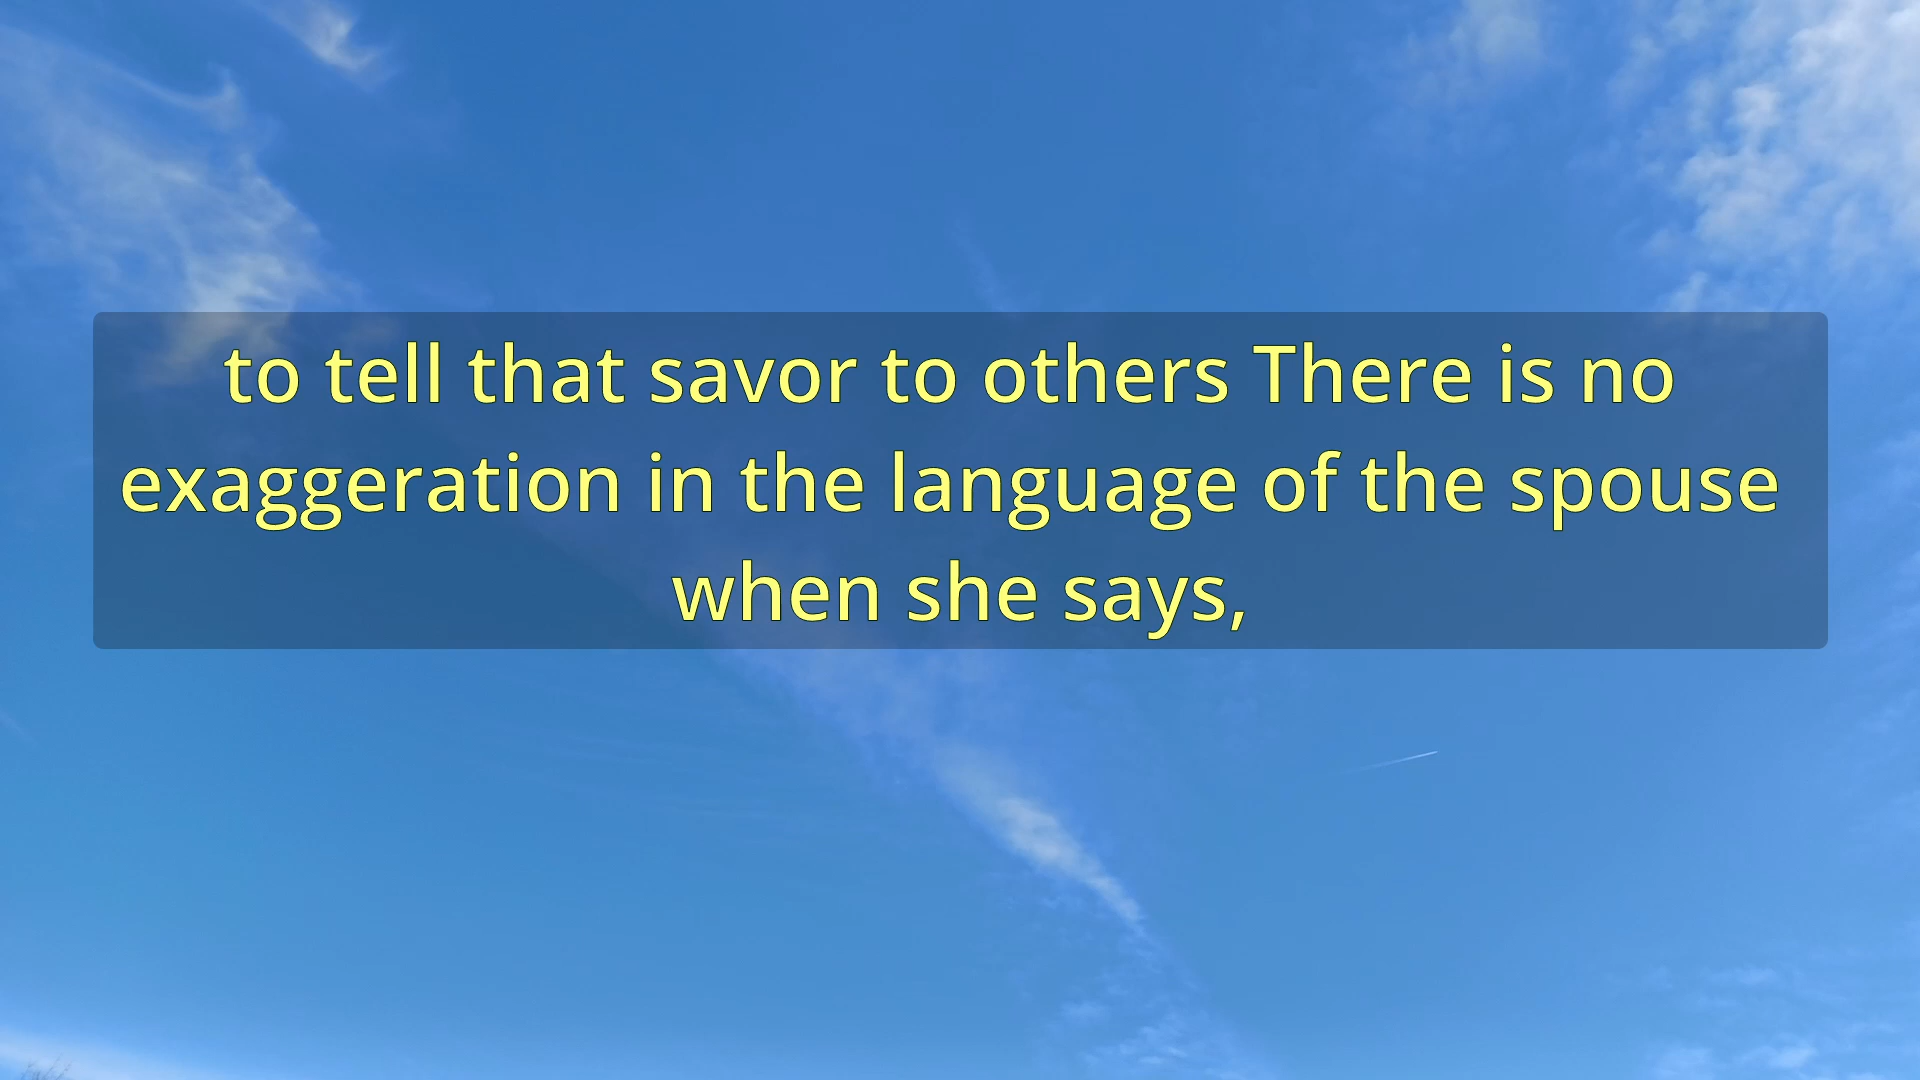 to tell that savor to others There is no
exaggeration in the language of the spouse
when she says,